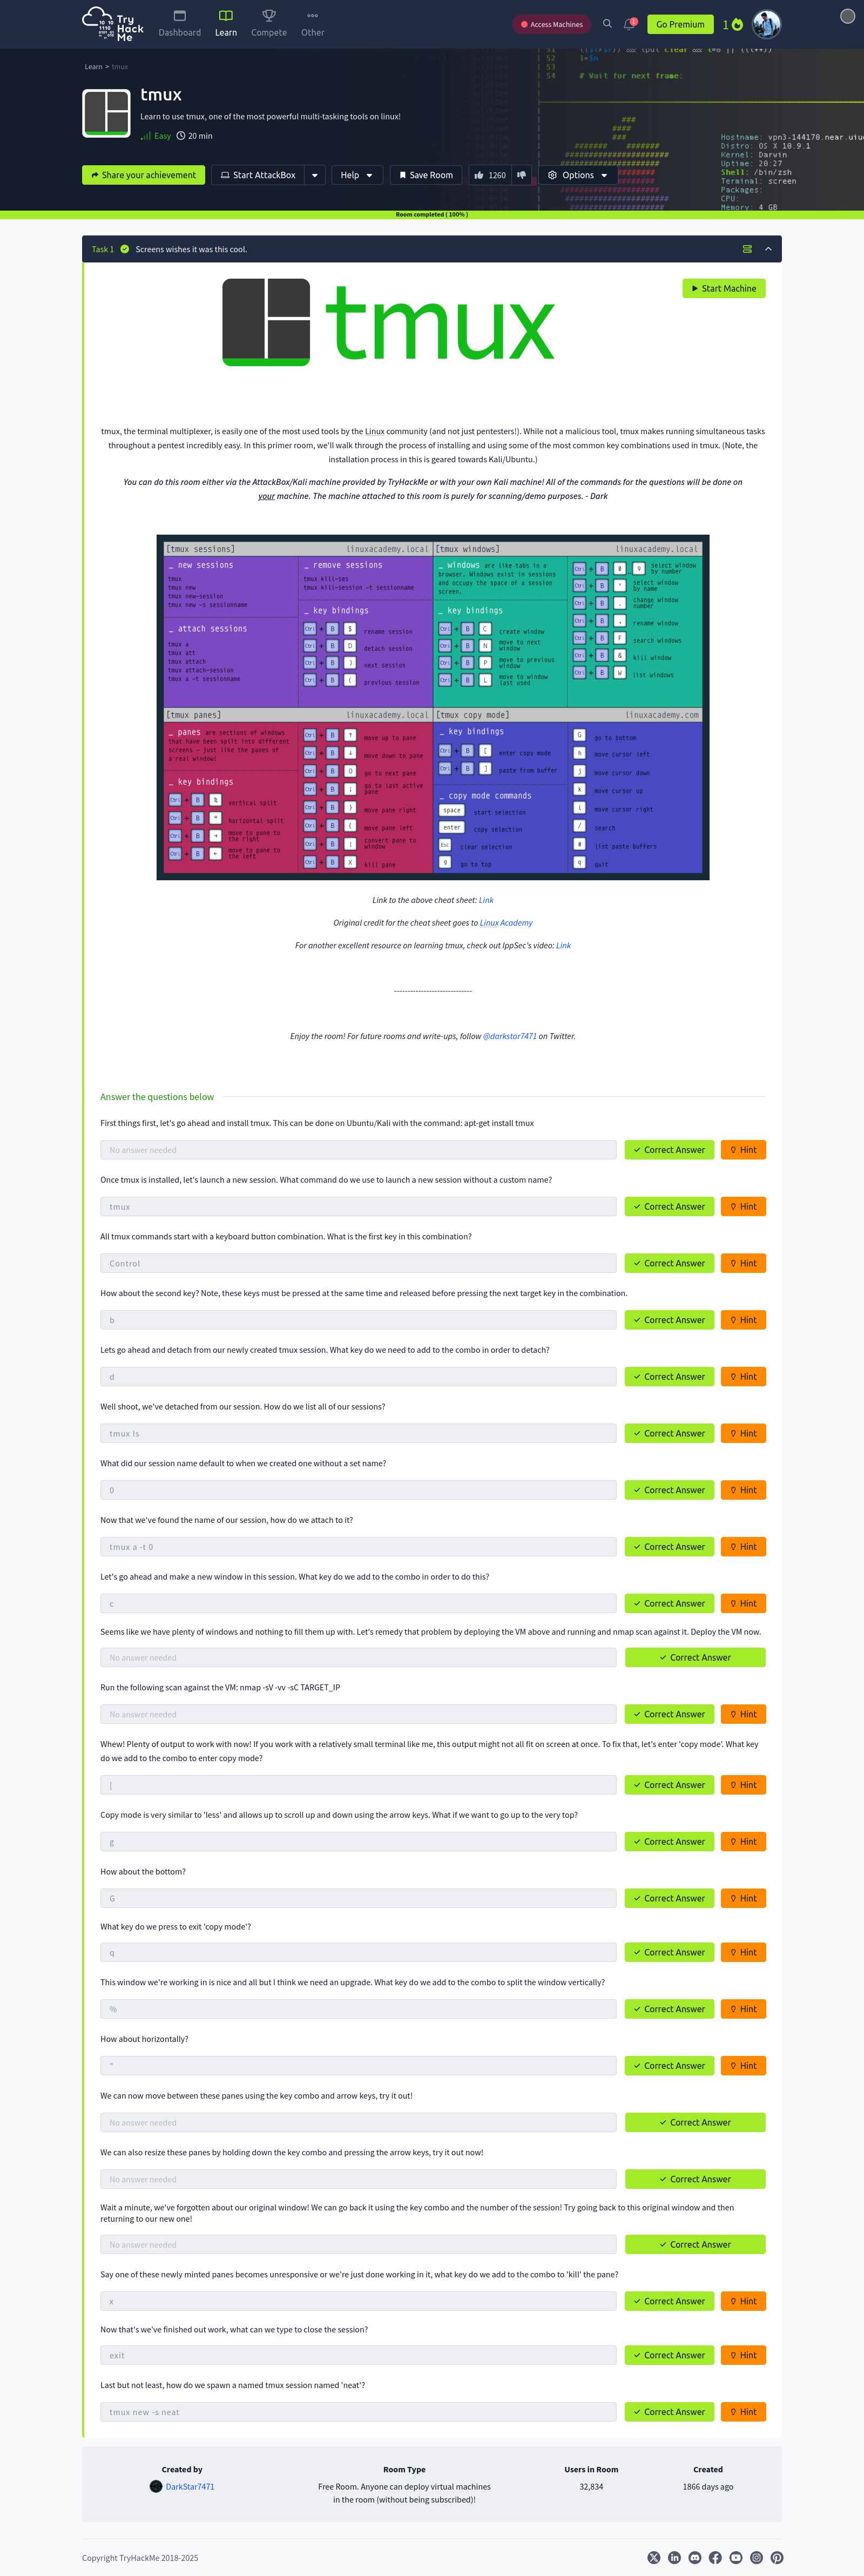 Try
Hack
Me
Dashboard
Learn
Compete
Other
Access Machines
1
Go Premium
1
Learn > tmux
tmux
Learn to use tmux, one of the most powerful multi-tasking tools on linux!
Easy 20 min
51
52
53
54 # Wait for next frame:
Distro: OS X 10.9.1
Kernel: Darwin
Uptime: 20:27
Shell: /bin/zsh
Terminal: screen
Packages:
Memory: 4 GB
Share your achievement
Start AttackBox
Help
Save Room
1260
Options
Room completed ( 100% )
Task 1 Screens wishes it was this cool.
Start Machine
tmux
tmux, the terminal multiplexer, is easily one of the most used tools by the Linux community (and not just pentesters!). While not a malicious tool, tmux makes running simultaneous tasks
throughout a pentest incredibly easy. In this primer room, we'll walk through the process of installing and using some of the most common key combinations used in tmux. (Note, the
installation process in this is geared towards Kali/Ubuntu.)
You can do this room either via the AttackBox/Kali machine provided by TryHackMe or with your own Kali machine! All of the commands for the questions will be done on
your machine. The machine attached to this room is purely for scanning/demo purposes. - Dark
[tmux sessions] linuxacademy.local
_ new sessions
tmux
tmux new
tmux new-session
tmux new -s sessionname
_ attach sessions
tmux a
tmux att
tmux attach
tmux attach-session
tmux a -t sessionname
_ remove sessions
tmux kill-ses
tmux kill-session -t sessionname
_ key bindings
Ctrl + B $ rename session
Ctrl + B D detach session
Ctrl + B ) next session
Ctrl + B ( previous session
[tmux windows] linuxacademy.local
_ windows are like tabs in a
browser. Windows exist in sessions
and occupy the space of a session
screen.
_ key bindings
Ctrl + B C create window
Ctrl + B N move to next
window
Ctrl + B P move to previous
window
Ctrl + B L move to window
last used
Ctrl + B 0 - 9 select window
by number
Ctrl + B ' select window
by name
Ctrl + B . change window
number
Ctrl + B , rename window
Ctrl + B F search windows
Ctrl + B & kill window
Ctrl + B W list windows
[tmux panes] linuxacademy.local
_ panes are sections of windows
that have been split into different
screens — just like the panes of
a real window!
_ key bindings
Ctrl + B % vertical split
Ctrl + B " horizontal split
Ctrl + B → move to pane to
the right
Ctrl + B ← move to pane to
the left
Ctrl + B ↑ move up to pane
Ctrl + B ↓ move down to pane
Ctrl + B O go to next pane
Ctrl + B ; go to last active
pane
Ctrl + B } move pane right
Ctrl + B { move pane left
Ctrl + B ! convert pane to
window
Ctrl + B X kill pane
[tmux copy mode] linuxacademy.com
_ key bindings
Ctrl + B [ enter copy mode
Ctrl + B ] paste from buffer
_ copy mode commands
space start selection
enter copy selection
Esc clear selection
g go to top
G go to bottom
h move cursor left
j move cursor down
k move cursor up
l move cursor right
/ search
# list paste buffers
q quit
Link to the above cheat sheet: Link
Original credit for the cheat sheet goes to Linux Academy
For another excellent resource on learning tmux, check out IppSec's video: Link
-----------------------------
Enjoy the room! For future rooms and write-ups, follow @darkstar7471 on Twitter.
Answer the questions below
First things first, let's go ahead and install tmux. This can be done on Ubuntu/Kali with the command: apt-get install tmux
No answer needed Correct Answer Hint
Once tmux is installed, let's launch a new session. What command do we use to launch a new session without a custom name?
tmux Correct Answer Hint
All tmux commands start with a keyboard button combination. What is the first key in this combination?
Control Correct Answer Hint
How about the second key? Note, these keys must be pressed at the same time and released before pressing the next target key in the combination.
b Correct Answer Hint
Lets go ahead and detach from our newly created tmux session. What key do we need to add to the combo in order to detach?
d Correct Answer Hint
Well shoot, we've detached from our session. How do we list all of our sessions?
tmux ls Correct Answer Hint
What did our session name default to when we created one without a set name?
0 Correct Answer Hint
Now that we've found the name of our session, how do we attach to it?
tmux a -t 0 Correct Answer Hint
Let's go ahead and make a new window in this session. What key do we add to the combo in order to do this?
c Correct Answer Hint
Seems like we have plenty of windows and nothing to fill them up with. Let's remedy that problem by deploying the VM above and running and nmap scan against it. Deploy the VM now.
No answer needed Correct Answer
Run the following scan against the VM: nmap -sV -vv -sC TARGET_IP
No answer needed Correct Answer Hint
Whew! Plenty of output to work with now! If you work with a relatively small terminal like me, this output might not all fit on screen at once. To fix that, let's enter 'copy mode'. What key
do we add to the combo to enter copy mode?
[ Correct Answer Hint
Copy mode is very similar to 'less' and allows up to scroll up and down using the arrow keys. What if we want to go up to the very top?
g Correct Answer Hint
How about the bottom?
G Correct Answer Hint
What key do we press to exit 'copy mode'?
q Correct Answer Hint
This window we're working in is nice and all but I think we need an upgrade. What key do we add to the combo to split the window vertically?
% Correct Answer Hint
How about horizontally?
" Correct Answer Hint
We can now move between these panes using the key combo and arrow keys, try it out!
No answer needed Correct Answer
We can also resize these panes by holding down the key combo and pressing the arrow keys, try it out now!
No answer needed Correct Answer
Wait a minute, we've forgotten about our original window! We can go back it using the key combo and the number of the session! Try going back to this original window and then
returning to our new one!
No answer needed Correct Answer
Say one of these newly minted panes becomes unresponsive or we're just done working in it, what key do we add to the combo to 'kill' the pane?
x Correct Answer Hint
Now that's we've finished out work, what can we type to close the session?
exit Correct Answer Hint
Last but not least, how do we spawn a named tmux session named 'neat'?
tmux new -s neat Correct Answer Hint
Created by Room Type Users in Room Created
DarkStar7471 Free Room. Anyone can deploy virtual machines 32,834 1866 days ago
in the room (without being subscribed)!
Copyright TryHackMe 2018-2025